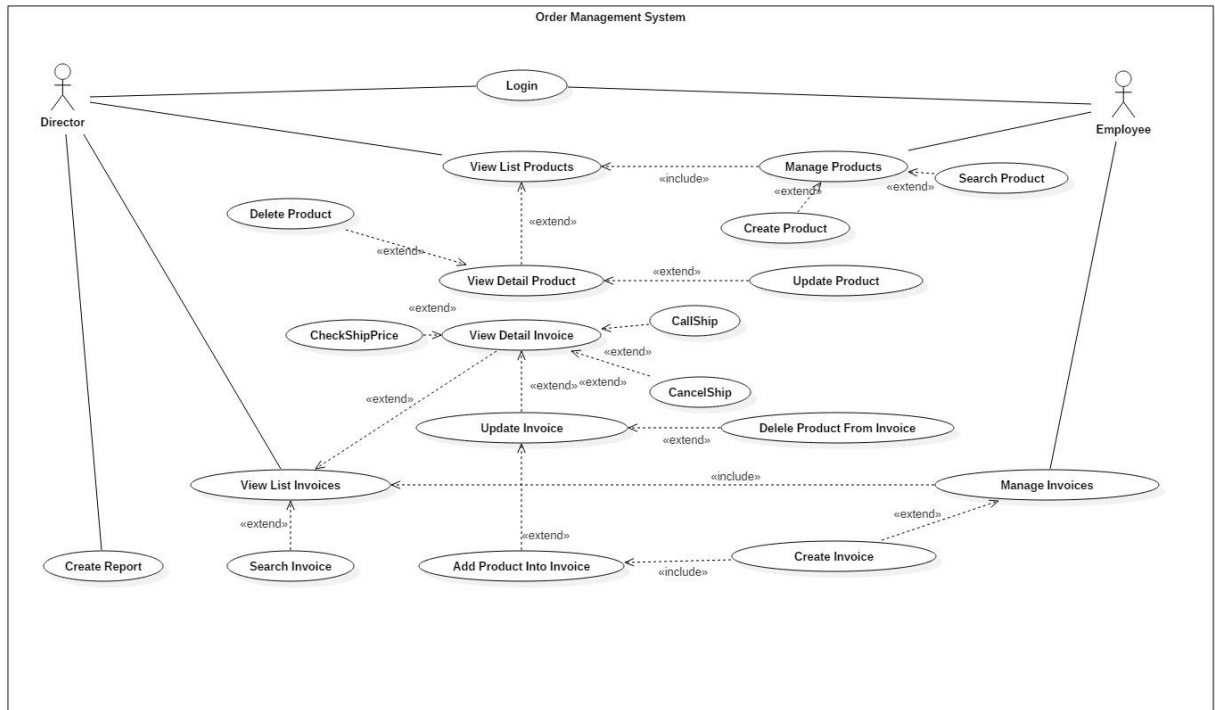 Order Management System
Login
Director
Employee
View List Products
«include»
Manage Products
«extend»
Search Product
«extend»
Delete Product
«extend»
Create Product
«extend»
View Detail Product
«extend»
Update Product
«extend»
CheckShipPrice
View Detail Invoice
CallShip
«extend»
«extend»
«extend»
CancelShip
«extend»
Update Invoice
«extend»
Delele Product From Invoice
View List Invoices
«include»
Manage Invoices
«extend»
«extend»
«extend»
Create Report
Search Invoice
Add Product Into Invoice
«include»
Create Invoice